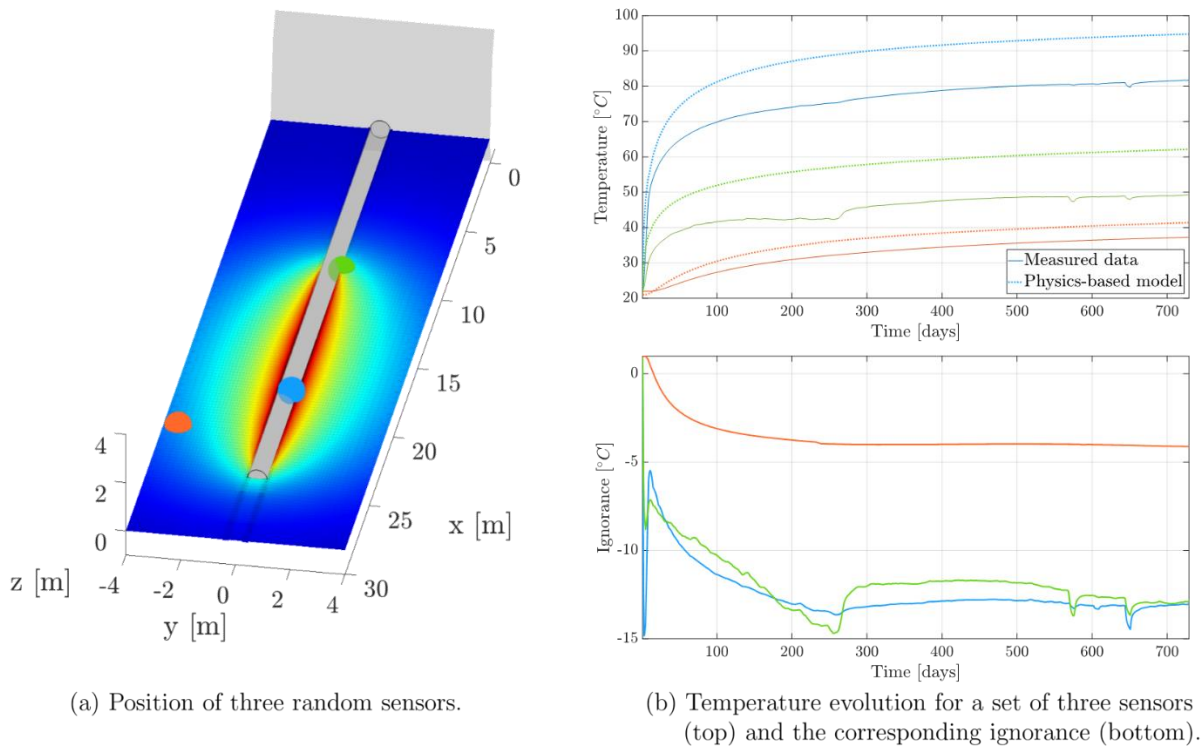 0
5
10
15
20
25
30
x [m]
4
2
0
z [m]
-4
-2
0
2
4
y [m]
(a) Position of three random sensors.
100
90
80
70
60
50
40
30
20
Temperature [°C]
Measured data
Physics-based model
100 200 300 400 500 600 700
Time [days]
0
-5
-10
-15
Ignorance [°C]
100 200 300 400 500 600 700
Time [days]
(b) Temperature evolution for a set of three sensors
(top) and the corresponding ignorance (bottom).